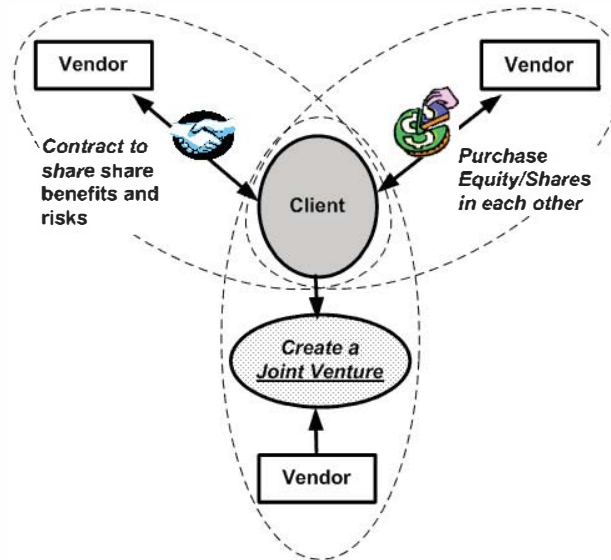 Vendor
Vendor
Contract to
share share
benefits and
risks
Client
Purchase
Equity/Shares
in each other
Create a
Joint Venture
Vendor